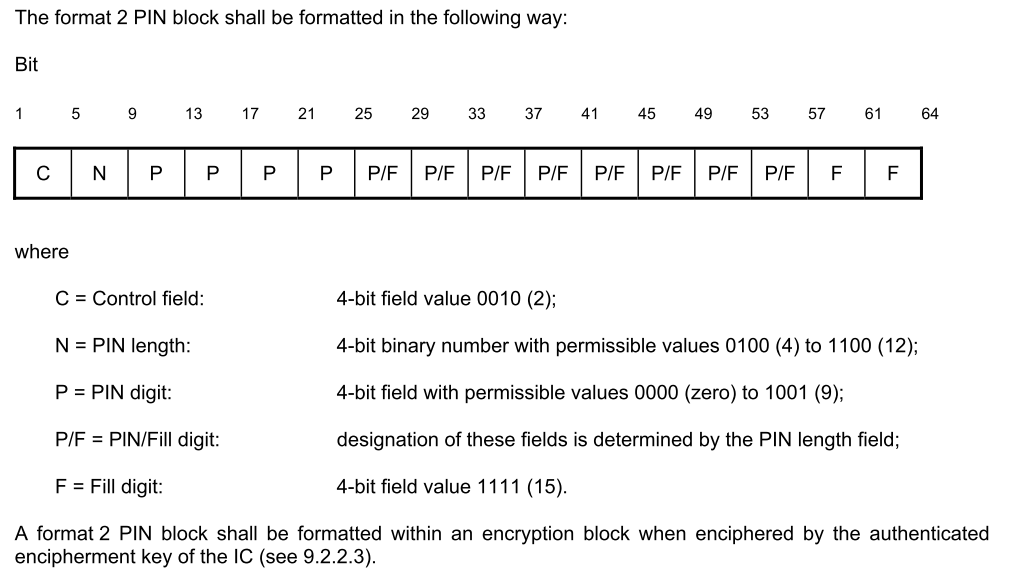 The format 2 PIN block shall be formatted in the following way:
Bit
1 5 9 13 17 21 25 29 33 37 41 45 49 53 57 61 64
C N P P P P P/F P/F P/F P/F P/F P/F P/F P/F F F
where
C = Control field: 4-bit field value 0010 (2);
N = PIN length: 4-bit binary number with permissible values 0100 (4) to 1100 (12);
P = PIN digit: 4-bit field with permissible values 0000 (zero) to 1001 (9);
P/F = PIN/Fill digit: designation of these fields is determined by the PIN length field;
F = Fill digit: 4-bit field value 1111 (15).
A format 2 PIN block shall be formatted within an encryption block when enciphered by the authenticated
encipherment key of the IC (see 9.2.2.3).